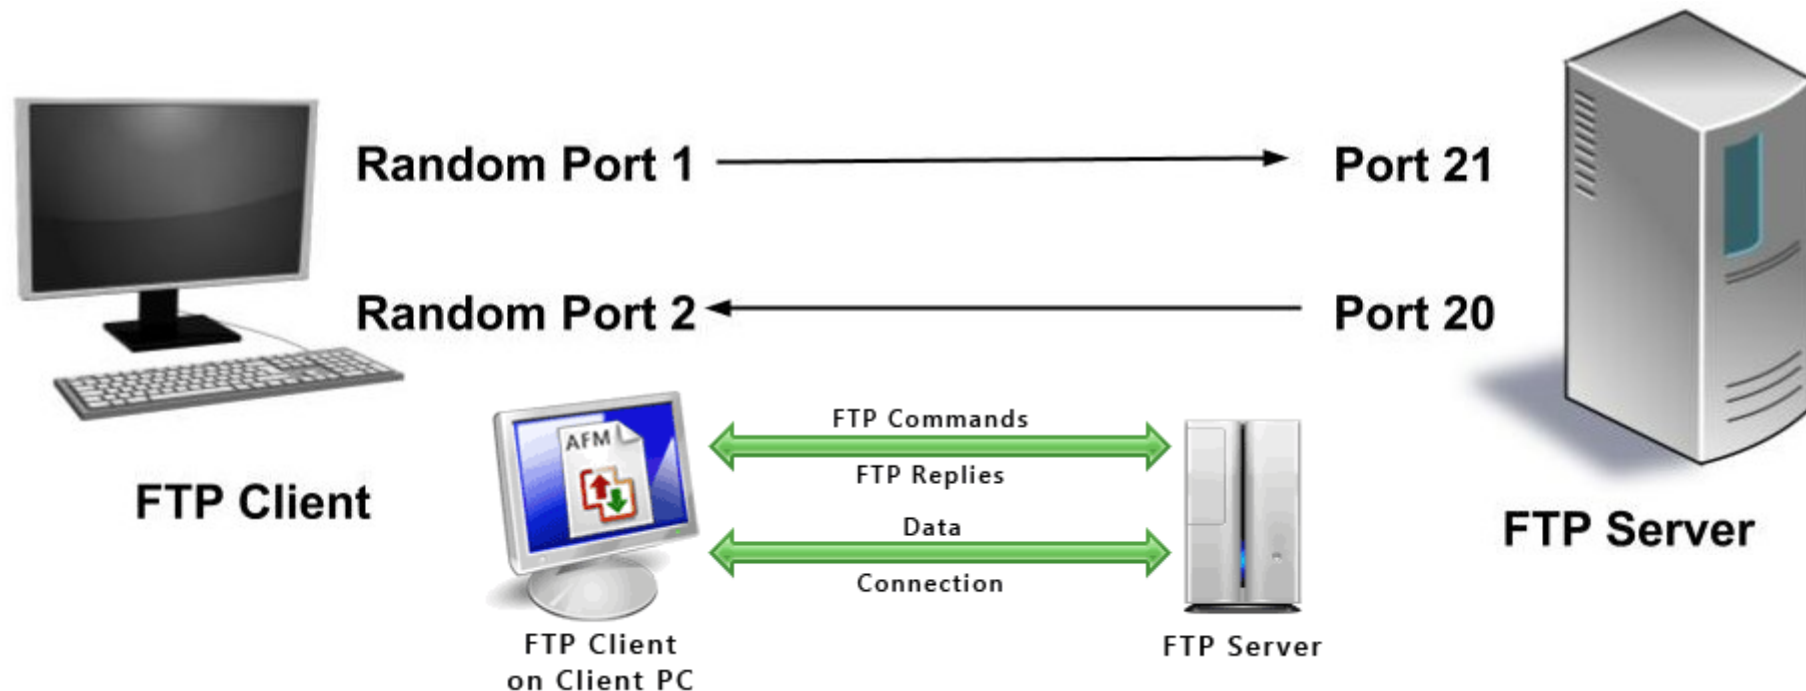 Random Port 1
Port 21
Random Port 2
Port 20
FTP Client
FTP Server
AFM
FTP Commands
FTP Replies
Data
Connection
FTP Client
on Client PC
FTP Server